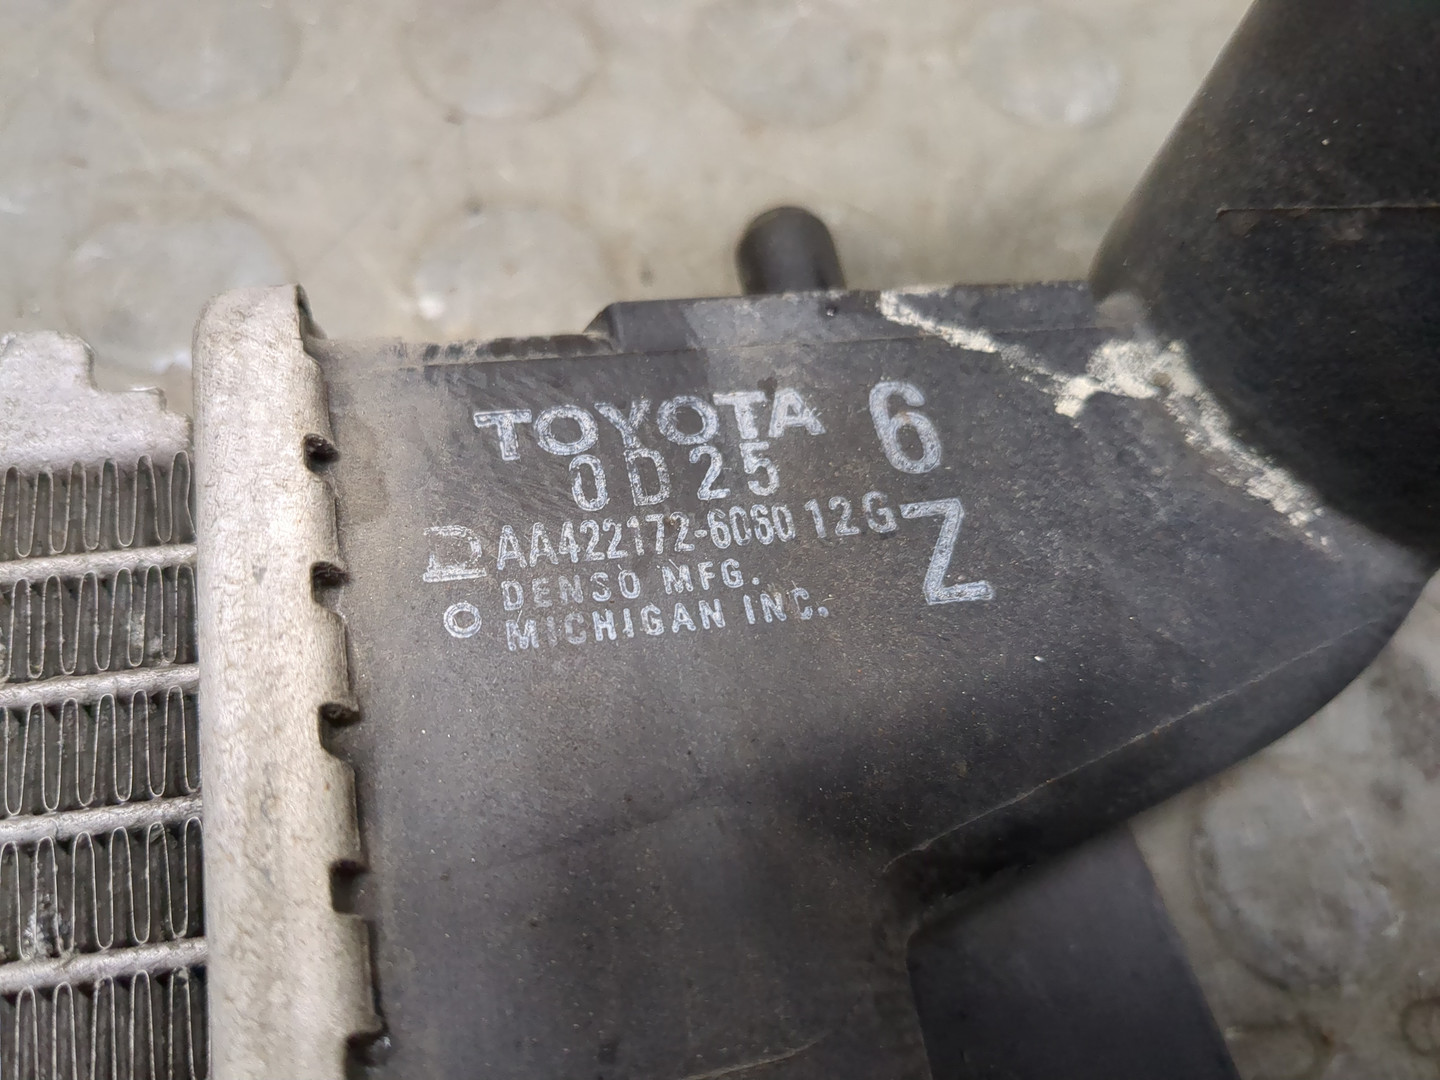 TOYOTA 6
0D25
AA422172-6060 12G Z
DENSO MFG.
MICHIGAN INC.